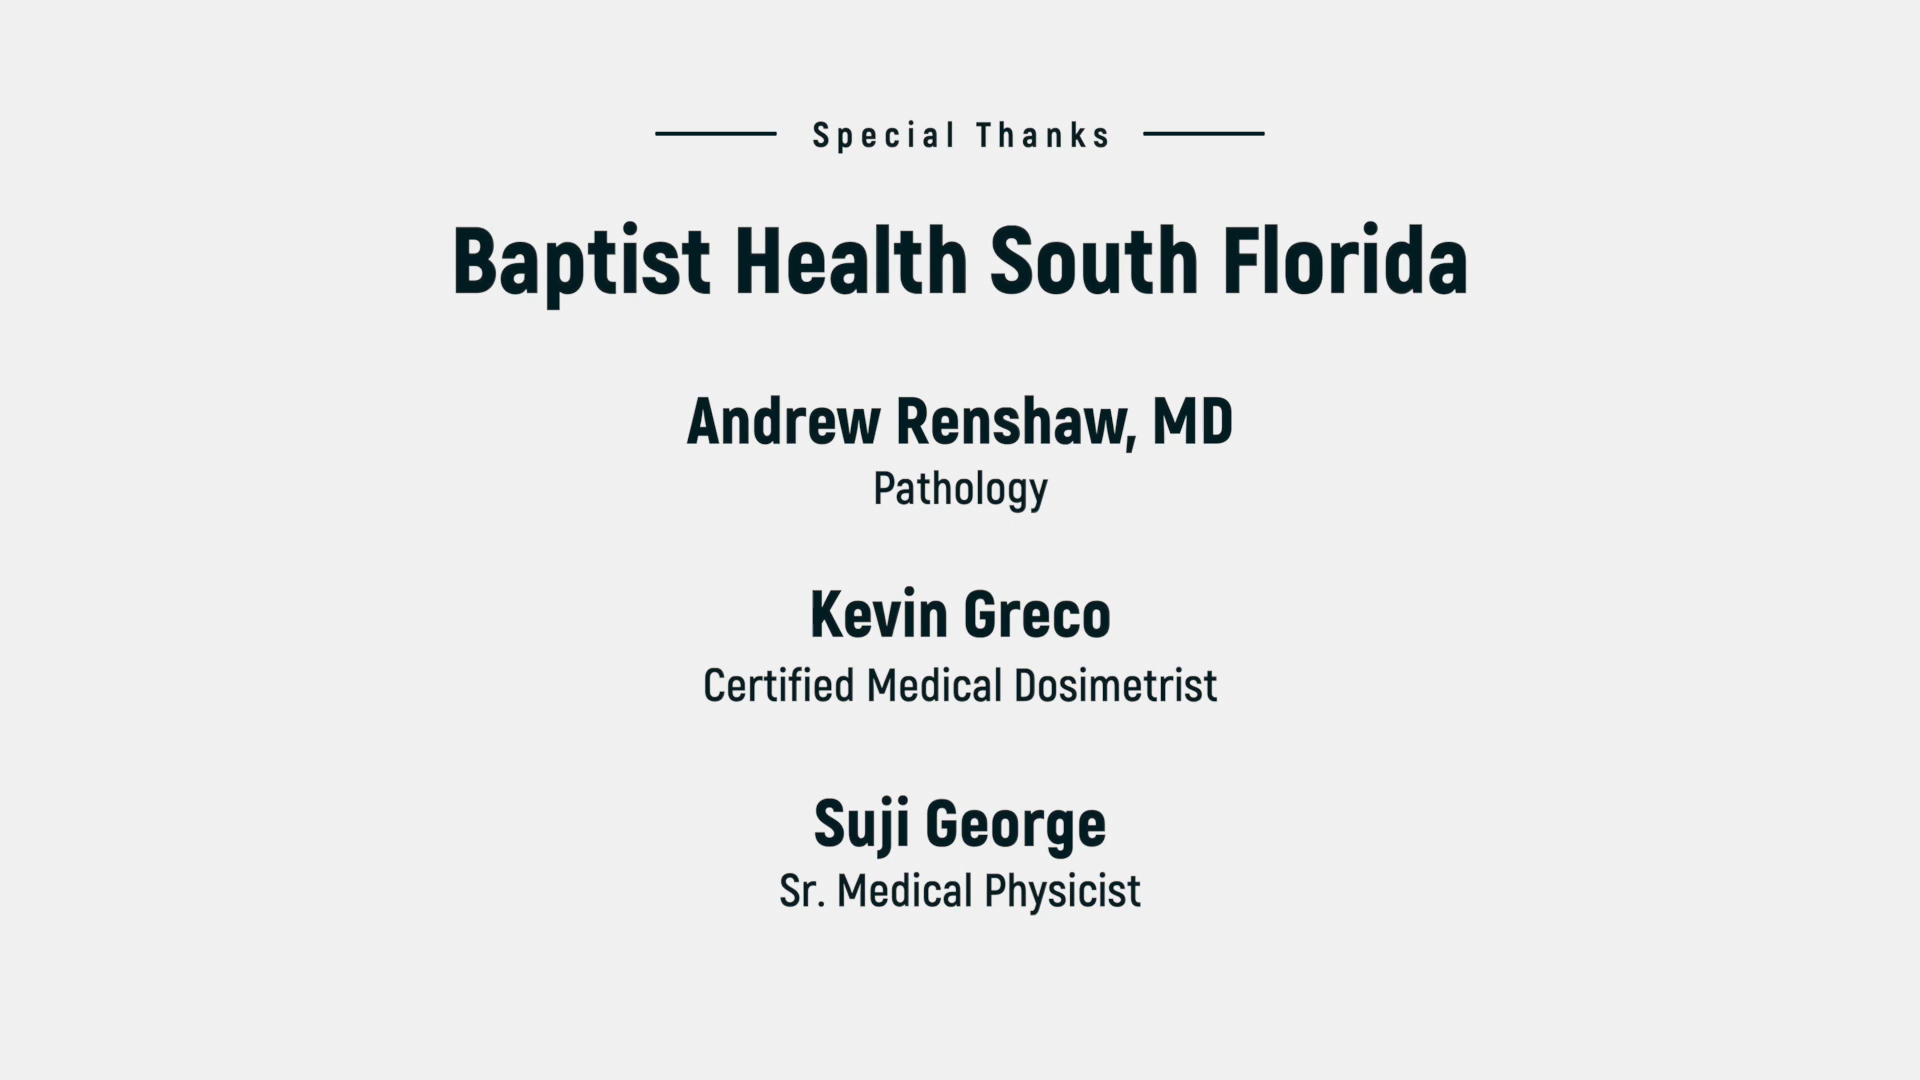 Special Thanks
Baptist Health South Florida
Andrew Renshaw, MD
Pathology
Kevin Greco
Certified Medical Dosimetrist
Suji George
Sr. Medical Physicist